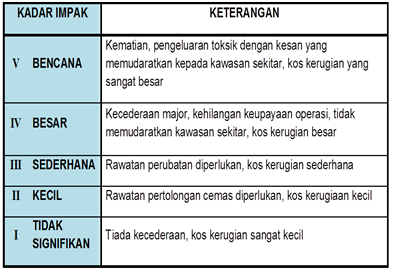 KADAR IMPAK
KETERANGAN
V BENCANA
Kematian, pengeluaran toksik dengan kesan yang
memudaratkan kepada kawasan sekitar, kos kerugian yang
sangat besar
IV BESAR
Kecederaan major, kehilangan keupayaan operasi, tidak
memudaratkan kawasan sekitar, kos kerugian besar
III SEDERHANA
Rawatan perubatan diperlukan, kos kerugian sederhana
II KECIL
Rawatan pertolongan cemas diperlukan, kos kerugiaan kecil
I TIDAK
SIGNIFIKAN
Tiada kecederaan, kos kerugian sangat kecil